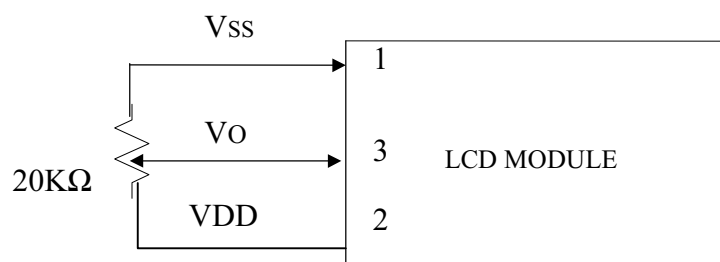 VSS
1
VO
3
LCD MODULE
20KΩ
VDD
2